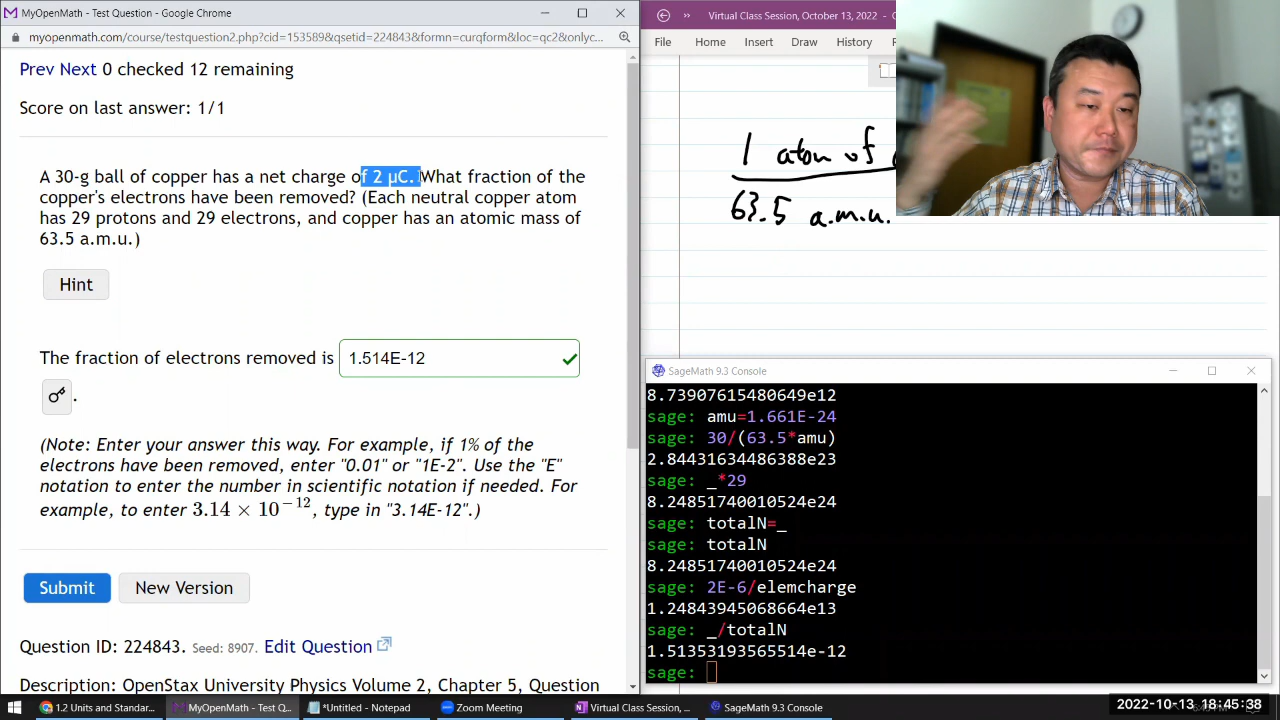 MyOpenMath - Test Question - Google Chrome
myopenmath.com/course/testquestion2.php?cid=153589&qsetid=224843&formn=curqform&loc=qc2&onlyc...
Prev Next 0 checked 12 remaining
Score on last answer: 1/1
A 30-g ball of copper has a net charge of 2 μC. What fraction of the
copper's electrons have been removed? (Each neutral copper atom
has 29 protons and 29 electrons, and copper has an atomic mass of
63.5 a.m.u.)
Hint
The fraction of electrons removed is 1.514E-12
.
(Note: Enter your answer this way. For example, if 1% of the
electrons have been removed, enter "0.01" or "1E-2". Use the "E"
notation to enter the number in scientific notation if needed. For
example, to enter 3.14 × 10⁻¹², type in "3.14E-12".)
Submit New Version
Question ID: 224843. Seed: 8907. Edit Question
Description: OpenStax University Physics Volume 2, Chapter 5, Question
Virtual Class Session, October 13, 2022 -
File Home Insert Draw History
1 atom of
63.5 a.m.u.
SageMath 9.3 Console
8.73907615480649e12
sage: amu=1.661E-24
sage: 30/(63.5*amu)
2.84431634486388e23
sage: _*29
8.24851740010524e24
sage: totalN=_
sage: totalN
8.24851740010524e24
sage: 2E-6/elemcharge
1.24843945068664e13
sage: _/totalN
1.51353193565514e-12
sage:
1.2 Units and Standar... MyOpenMath - Test Q... *Untitled - Notepad Zoom Meeting Virtual Class Session,... SageMath 9.3 Console
2022-10-13 18:45:38